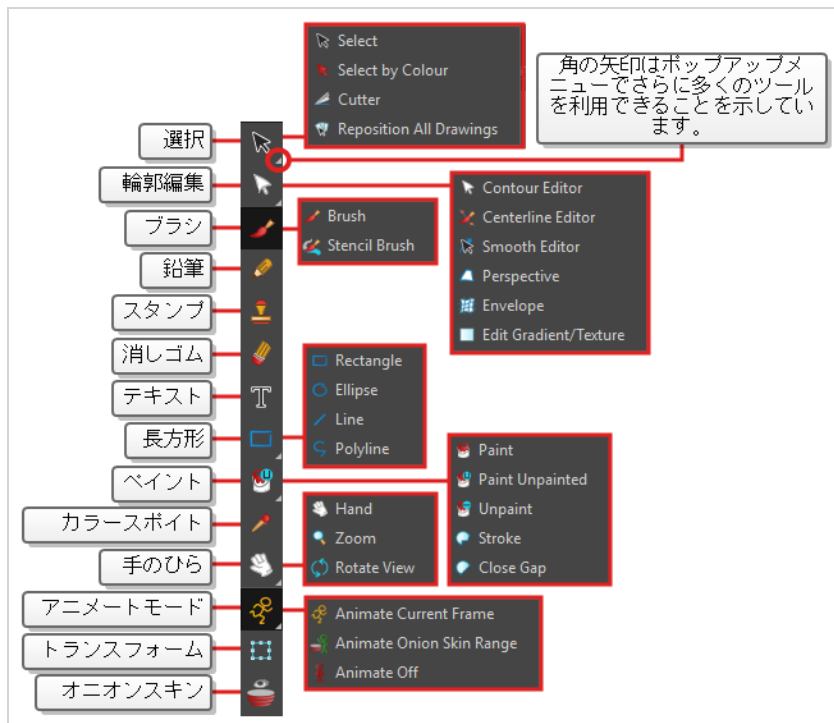 Select
Select by Colour
Cutter
Reposition All Drawings
角の矢印はポップアップメ
ニューでさらに多くのツール
を利用できることを示してい
ます。
選択
輪郭編集
Contour Editor
Centerline Editor
Smooth Editor
Perspective
Envelope
Edit Gradient/Texture
ブラシ
Brush
Stencil Brush
鉛筆
スタンプ
消しゴム
テキスト
長方形
Rectangle
Ellipse
Line
Polyline
ペイント
Paint
Paint Unpainted
Unpaint
Stroke
Close Gap
カラースポイト
手のひら
Hand
Zoom
Rotate View
アニメートモード
Animate Current Frame
Animate Onion Skin Range
Animate Off
トランスフォーム
オニオンスキン